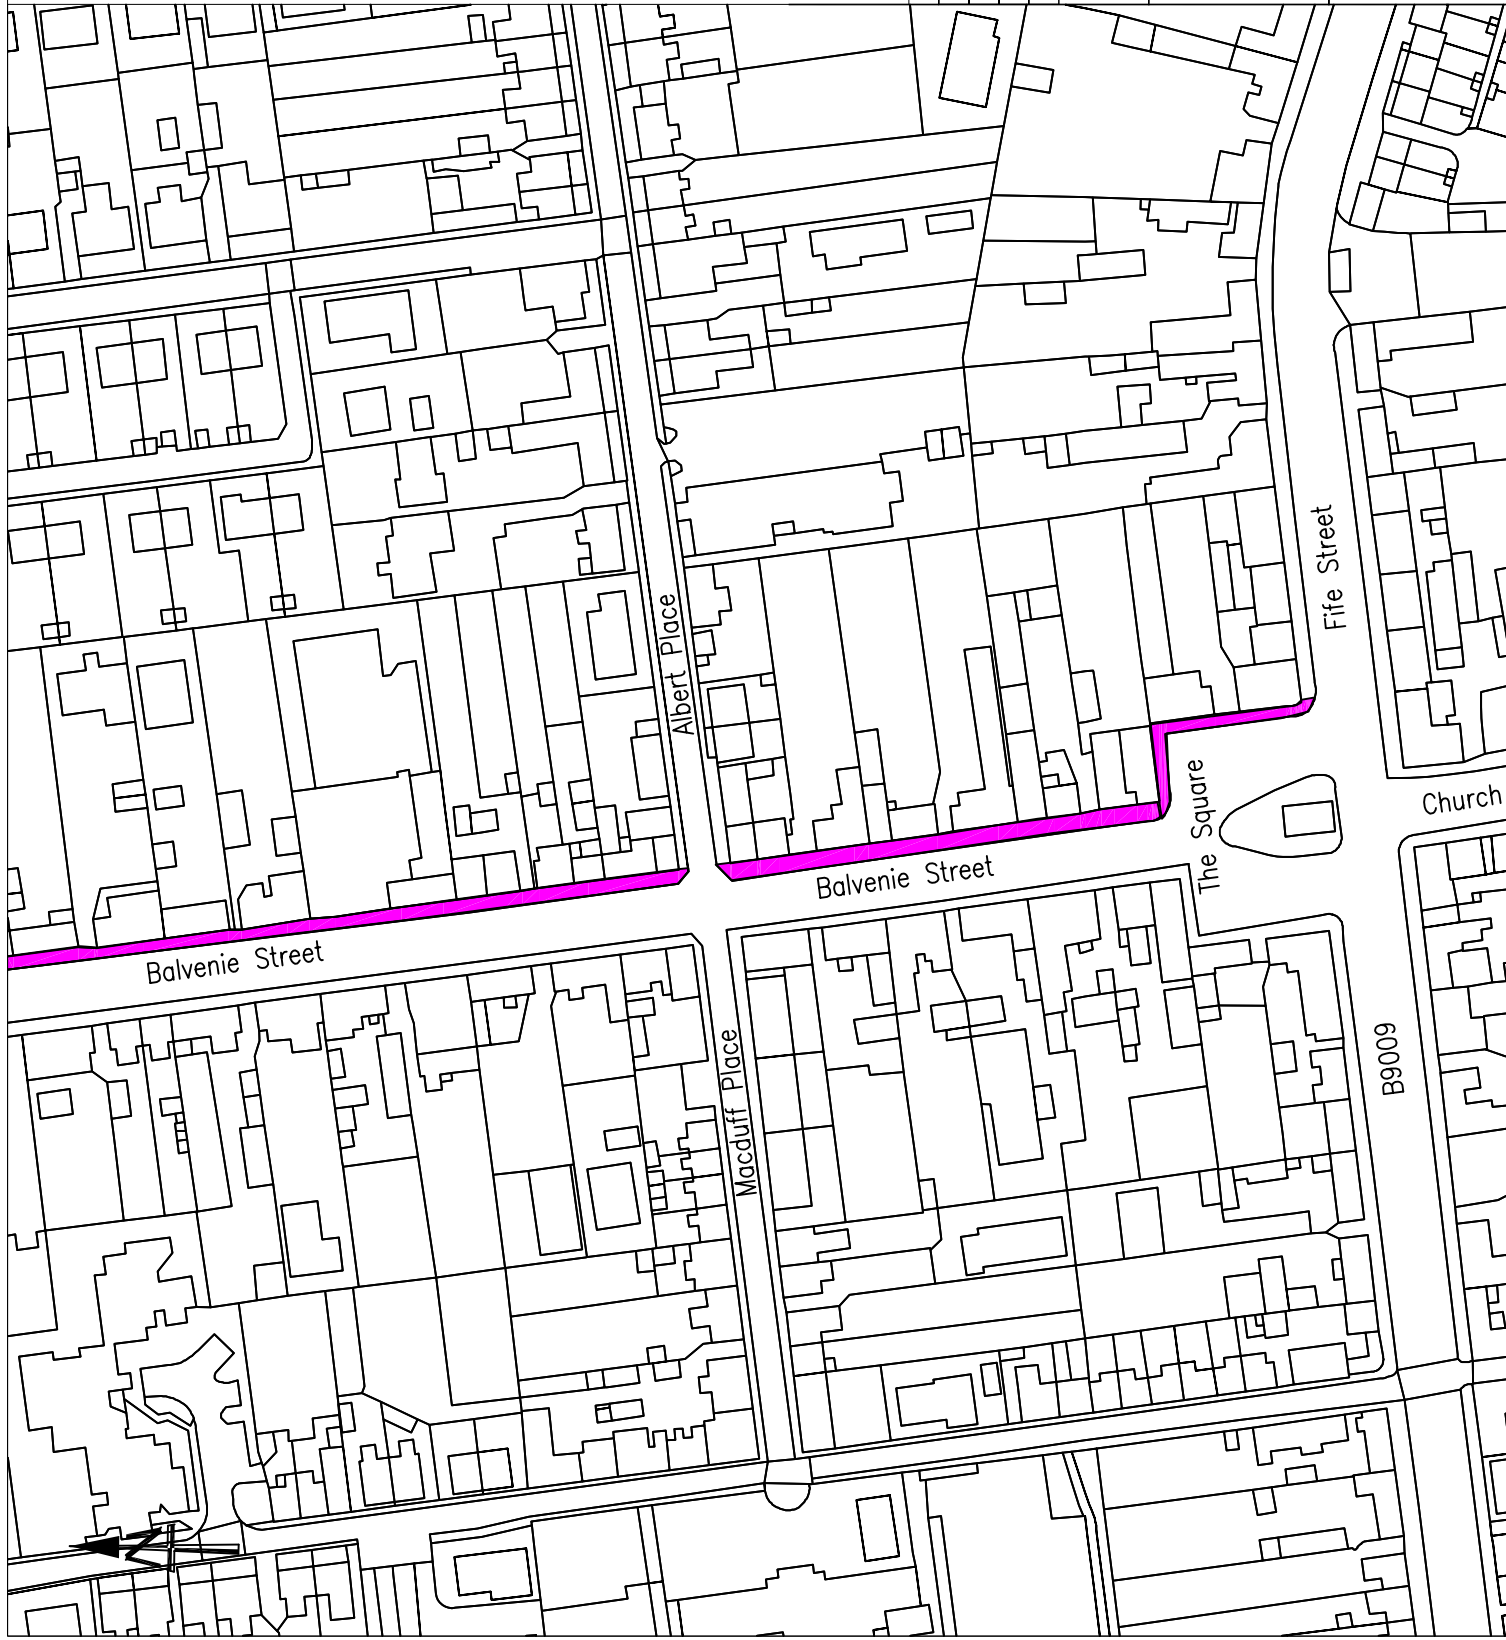 Fife Street
Albert Place
The Square
Church
Balvenie Street
Balvenie Street
B9009
Macduff Place
N